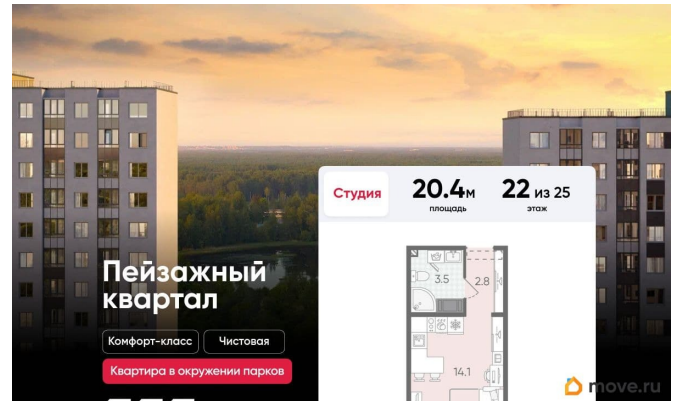 Студия
20.4м
площадь
22 из 25
этаж
Пейзажный
квартал
Комфорт-класс
Чистовая
Квартира в окружении парков
3.5
2.8
14.1
move.ru